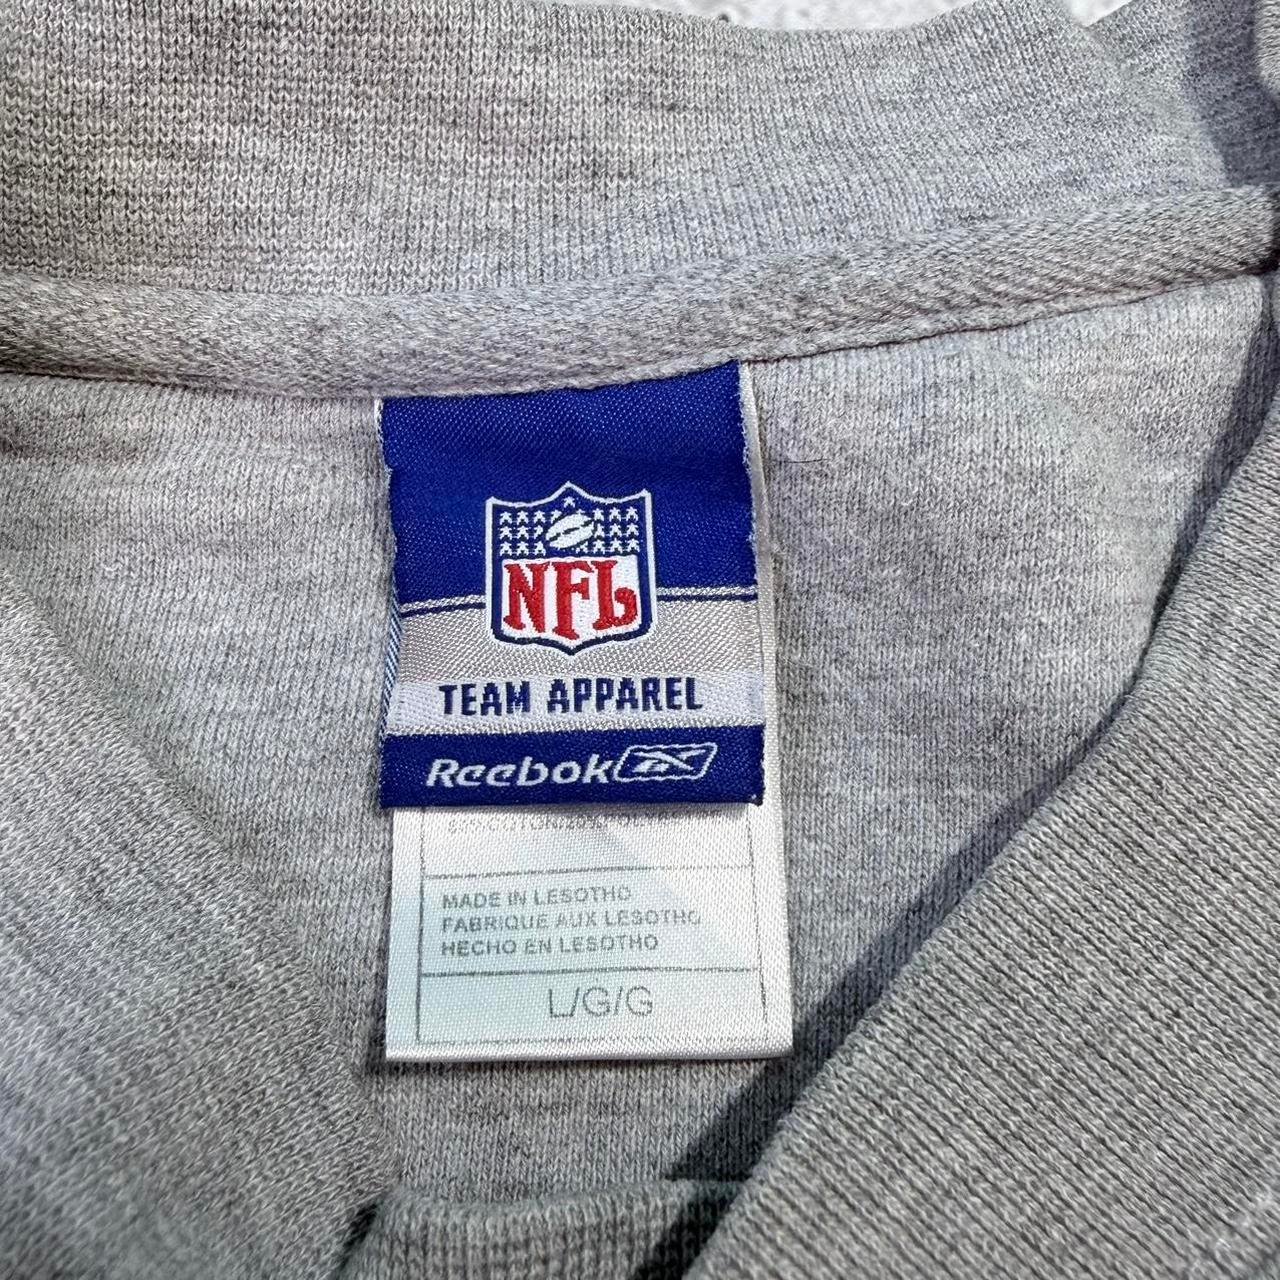 NFL
TEAM APPAREL
Reebok
MADE IN LESOTHO
FABRIQUE AUX LESOTHO
HECHO EN LESOTHO
L/G/G